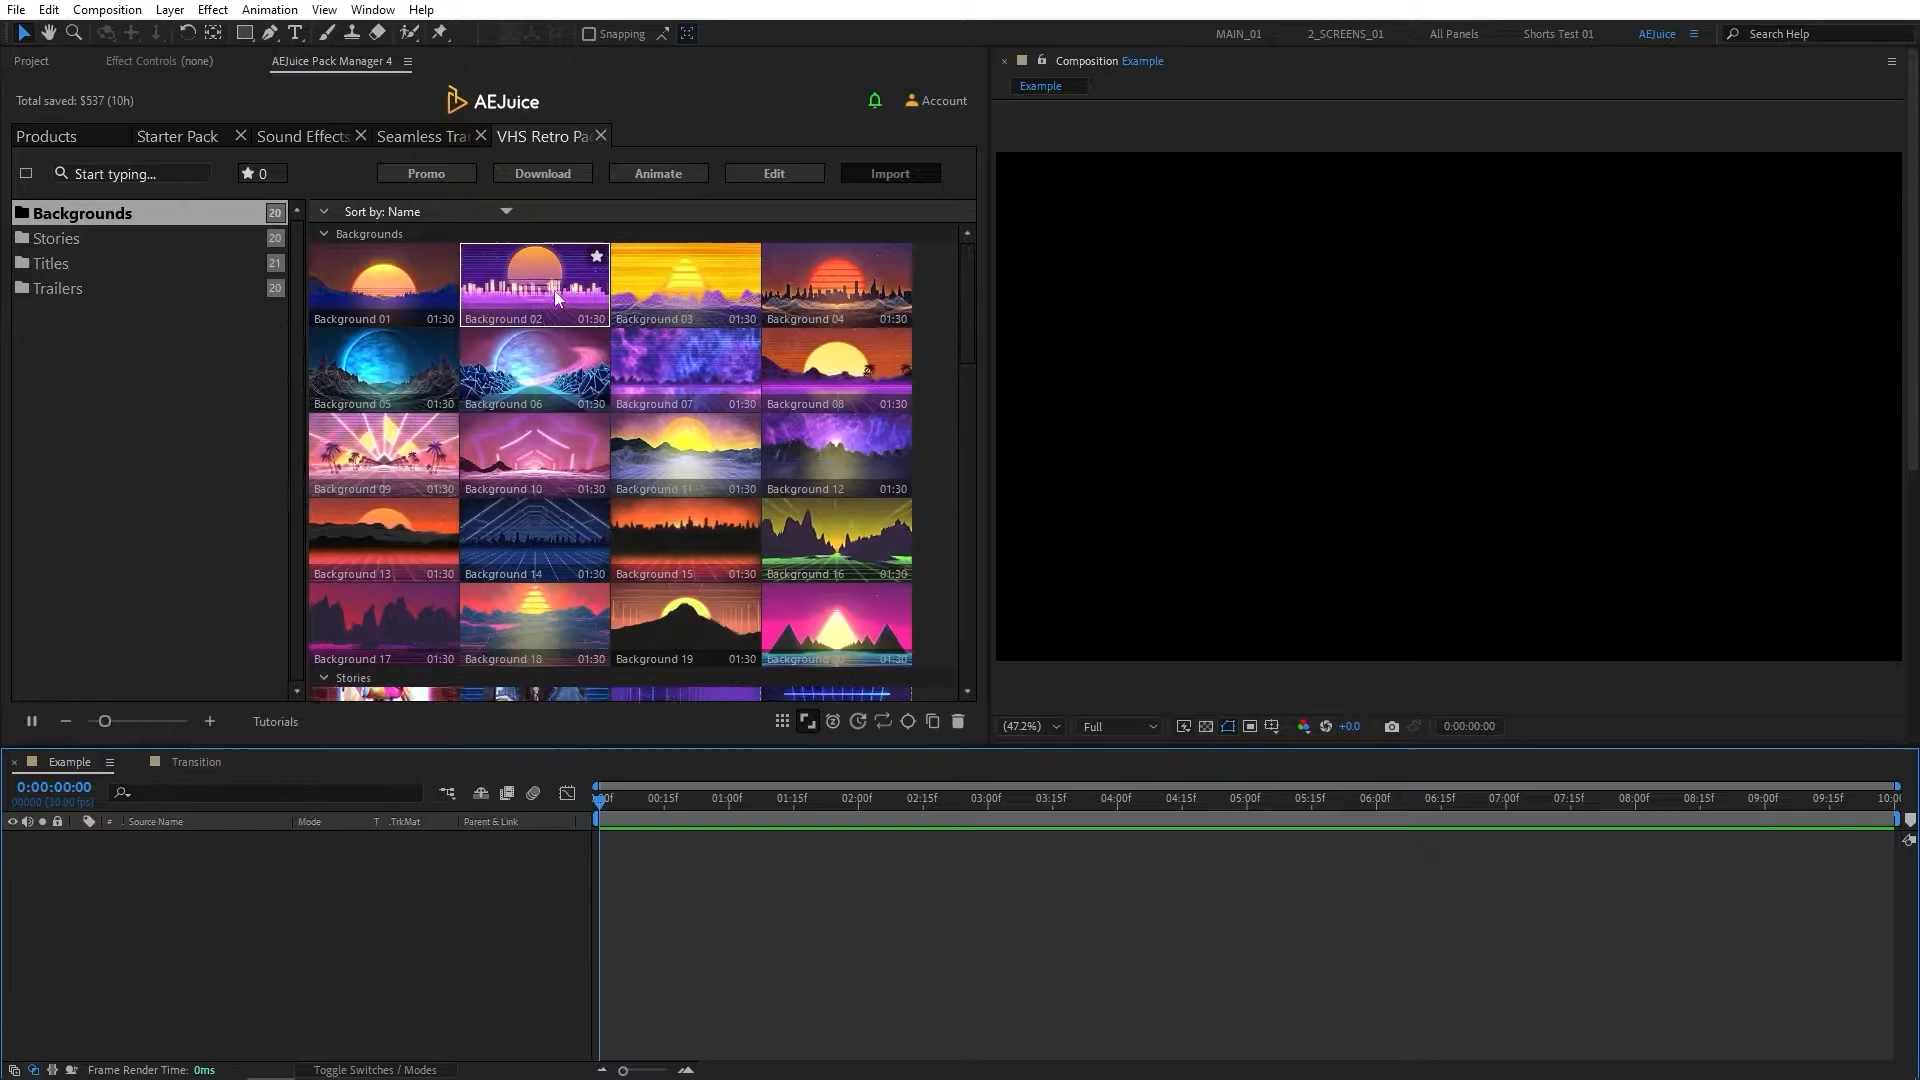 File Edit Composition Layer Effect Animation View Window Help
Snapping MAIN_01 2_SCREENS_01 All Panels Shorts Test 01 AEJuice Search Help
Project Effect Controls (none) AEJuice Pack Manager 4
Composition Example
Example
Total saved: $537 (10h) AEJuice Account
Products Starter Pack Sound Effects Seamless Tra VHS Retro Pa
Start typing... 0 Promo Download Animate Edit Import
Backgrounds 20
Stories 20
Titles 21
Trailers 20
Sort by: Name
Backgrounds
Background 01 01:30 Background 02 01:30 Background 03 01:30 Background 04 01:30
Background 05 01:30 Background 06 01:30 Background 07 01:30 Background 08 01:30
Background 09 01:30 Background 10 01:30 Background 11 01:30 Background 12 01:30
Background 13 01:30 Background 14 01:30 Background 15 01:30 Background 16 01:30
Background 17 01:30 Background 18 01:30 Background 19 01:30 Background 20 01:30
Stories
Tutorials
(47.2%) Full +0.0 0:00:00:00
Example Transition
0:00:00:00
00000 (30.00 fps)
00f 00:15f 01:00f 01:15f 02:00f 02:15f 03:00f 03:15f 04:00f 04:15f 05:00f 05:15f 06:00f 06:15f 07:00f 07:15f 08:00f 08:15f 09:00f 09:15f 10:0
# Source Name Mode T .TrkMat Parent & Link
Frame Render Time: 0ms Toggle Switches / Modes